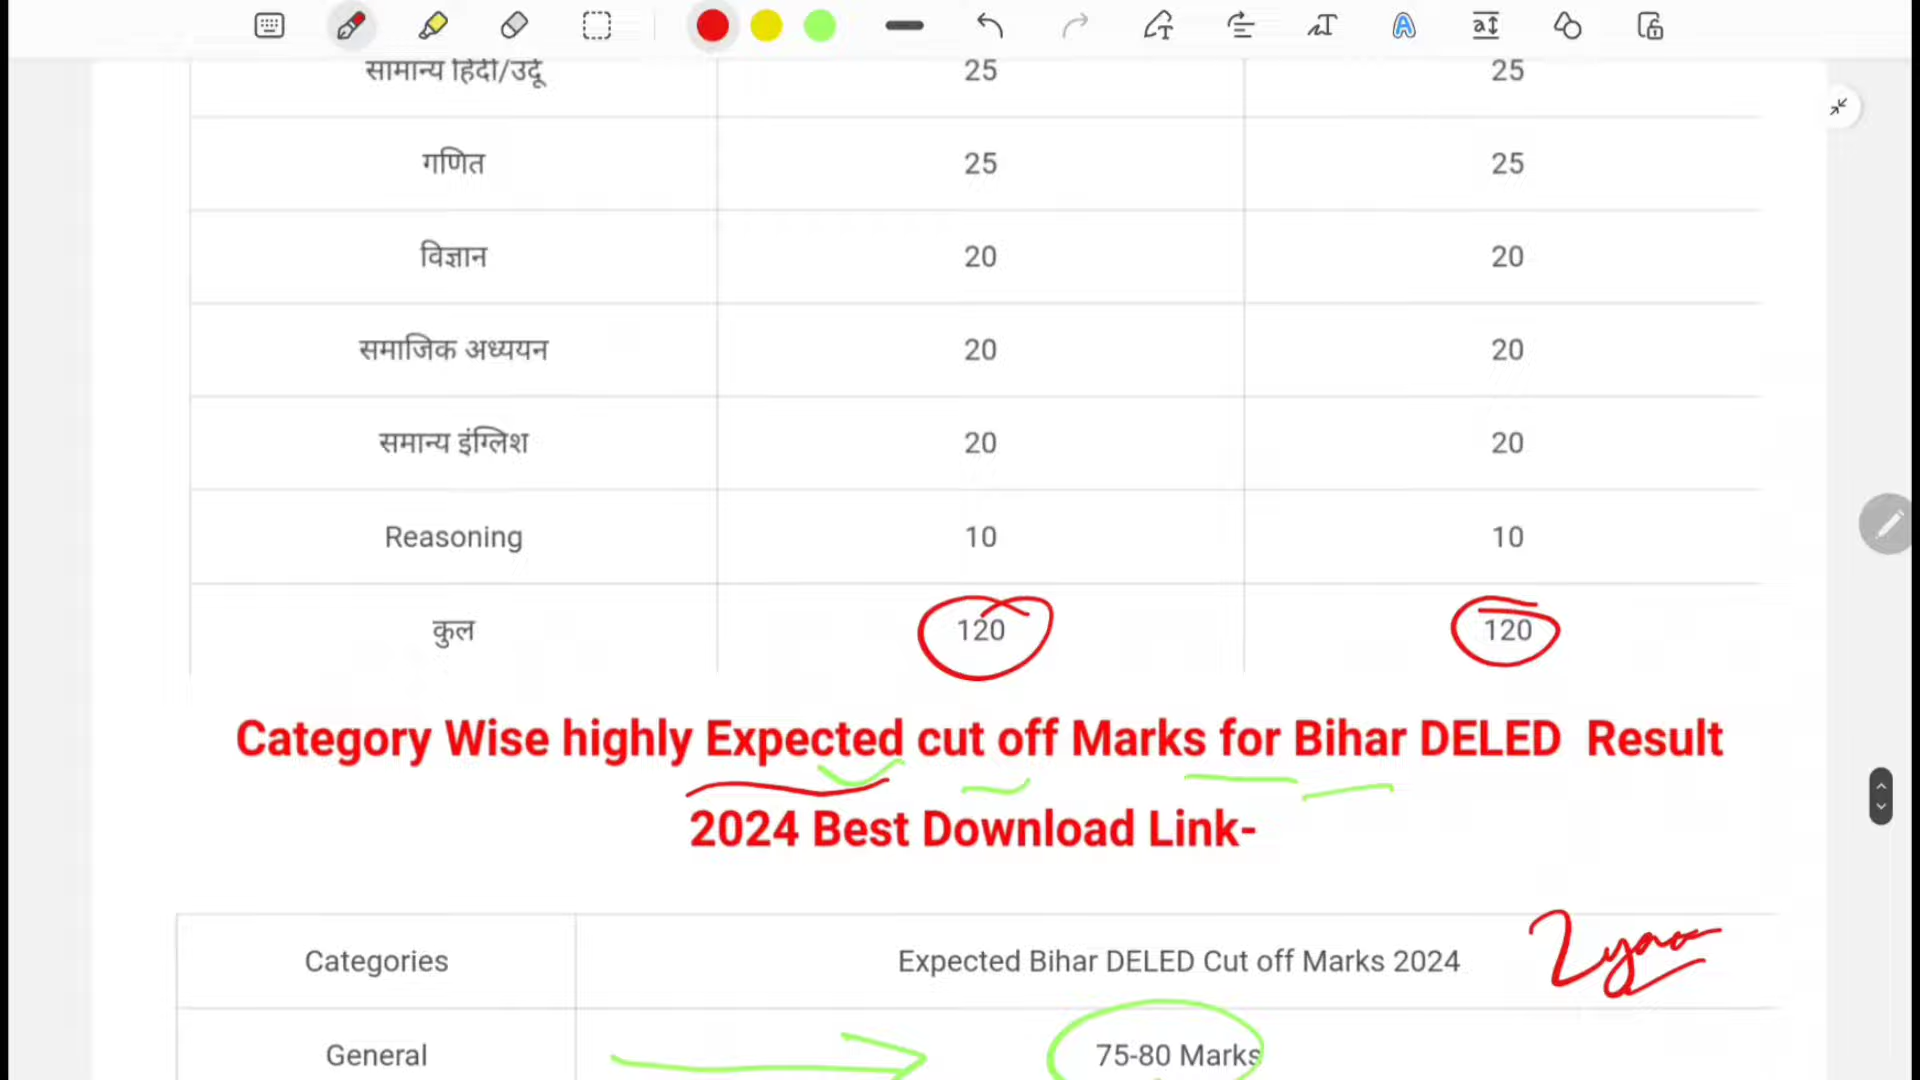 सामान्य हिंदी/उर्दू 25 25
गणित 25 25
विज्ञान 20 20
समाजिक अध्ययन 20 20
समान्य इंग्लिश 20 20
Reasoning 10 10
कुल 120 120
Category Wise highly Expected cut off Marks for Bihar DELED Result
2024 Best Download Link-
Categories Expected Bihar DELED Cut off Marks 2024
General 75-80 Marks